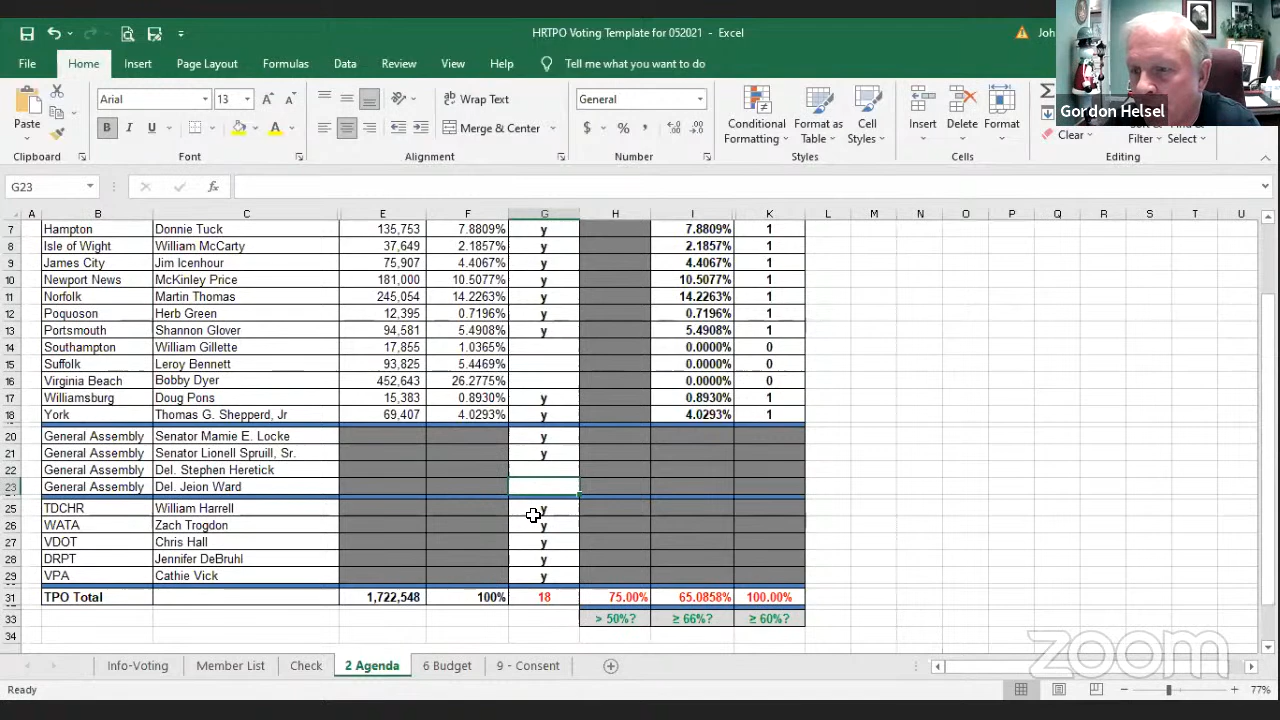 HRTPO Voting Template for 052021 - Excel
Gordon Helsel
File Home Insert Page Layout Formulas Data Review View Help Tell me what you want to do
Arial 13 Wrap Text General
Paste B I U Merge & Center $ % Conditional Formatting Format as Table Cell Styles Insert Delete Format Clear
Clipboard Font Alignment Number Styles Cells Editing
G23
A B C E F G H I K L M N O P Q R S T U
7 Hampton Donnie Tuck 135,753 7.8809% y 7.8809% 1
8 Isle of Wight William McCarty 37,649 2.1857% y 2.1857% 1
9 James City Jim Icenhour 75,907 4.4067% y 4.4067% 1
10 Newport News McKinley Price 181,000 10.5077% y 10.5077% 1
11 Norfolk Martin Thomas 245,054 14.2263% y 14.2263% 1
12 Poquoson Herb Green 12,395 0.7196% y 0.7196% 1
13 Portsmouth Shannon Glover 94,581 5.4908% y 5.4908% 1
14 Southampton William Gillette 17,855 1.0365% 0.0000% 0
15 Suffolk Leroy Bennett 93,825 5.4469% 0.0000% 0
16 Virginia Beach Bobby Dyer 452,643 26.2775% 0.0000% 0
17 Williamsburg Doug Pons 15,383 0.8930% y 0.8930% 1
18 York Thomas G. Shepperd, Jr 69,407 4.0293% y 4.0293% 1
20 General Assembly Senator Mamie E. Locke y
21 General Assembly Senator Lionell Spruill, Sr. y
22 General Assembly Del. Stephen Heretick
23 General Assembly Del. Jeion Ward
25 TDCHR William Harrell y
26 WATA Zach Trogdon y
27 VDOT Chris Hall y
28 DRPT Jennifer DeBruhl y
29 VPA Cathie Vick y
31 TPO Total 1,722,548 100% 18 75.00% 65.0858% 100.00%
33 > 50%? ≥ 66%? ≥ 60%?
34
Info-Voting Member List Check 2 Agenda 6 Budget 9 - Consent
Ready 77%
zoom